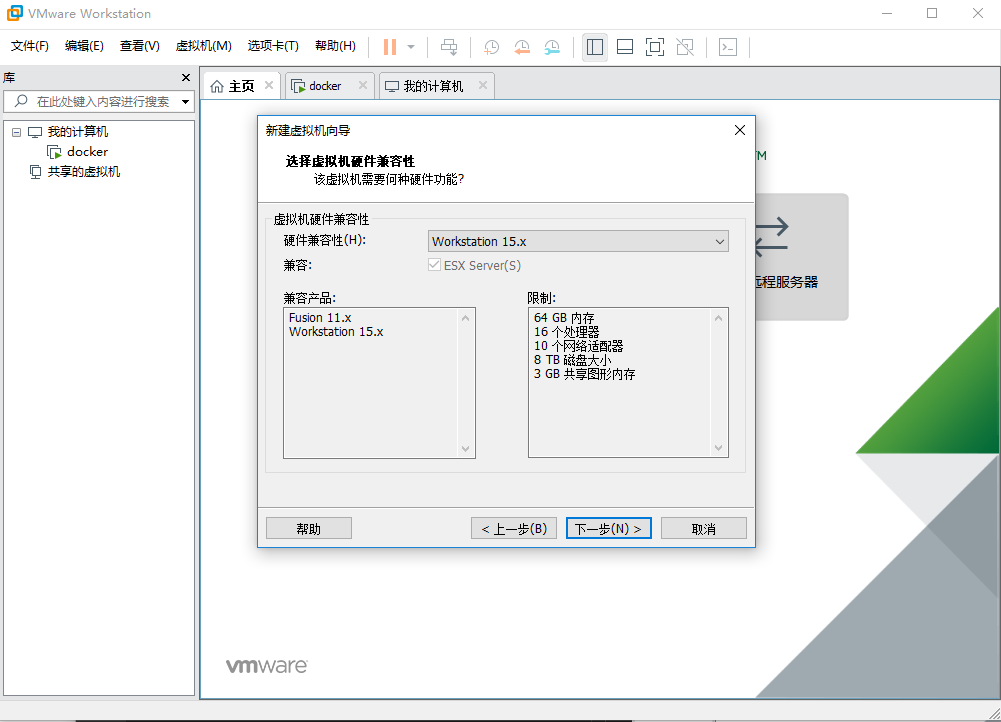 VMware Workstation
文件(F) 编辑(E) 查看(V) 虚拟机(M) 选项卡(T) 帮助(H)
库
在此处键入内容进行搜索
我的计算机
docker
共享的虚拟机
主页 docker 我的计算机
TM
远程服务器
新建虚拟机向导
选择虚拟机硬件兼容性
该虚拟机需要何种硬件功能?
虚拟机硬件兼容性
硬件兼容性(H): Workstation 15.x
兼容: ESX Server(S)
兼容产品: 限制:
Fusion 11.x
Workstation 15.x
64 GB 内存
16 个处理器
10 个网络适配器
8 TB 磁盘大小
3 GB 共享图形内存
帮助 < 上一步(B) 下一步(N) > 取消
vmware